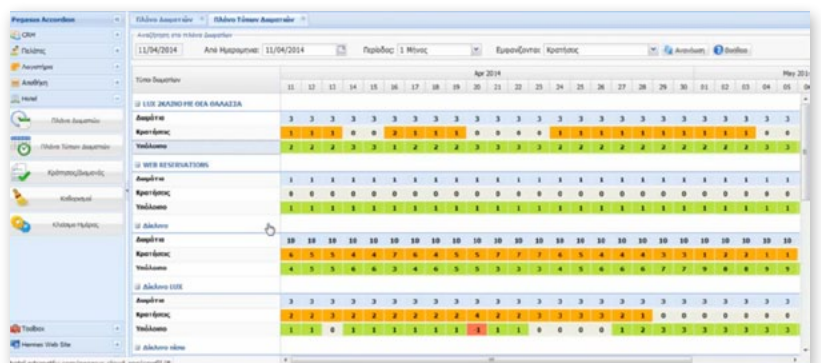 Pegasus Accordion
CRM
Πελάτης
Λογιστήριο
Αποθήκη
Hotel
Πλάνο Δωματίων
Πλάνο Τύπων Δωματίων
Κρατήσεις/Διαμονές
Καθαρισμοί
Κλείσιμο Ημέρας
Toolbox
Hermes Web Site
Πλάνο Δωματίων
Πλάνο Τύπων Δωματίων
Αναζήτηση στο πλάνο δωματίων
11/04/2014 Από Ημερομηνία: 11/04/2014 Περίοδος: 1 Μήνας Εμφανίζονται: Κρατήσεις Ανανέωση Βοήθεια
Τύποι Δωματίων
Apr 2014 May 201
11 12 13 14 15 16 17 18 19 20 21 22 23 24 25 26 27 28 29 30 01 02 03 04 05
LUX 2ΚΛΙΝΟ ΜΕ ΘΕΑ ΘΑΛΑΣΣΑ
Δωμάτια 3 3 3 3 3 3 3 3 3 3 3 3 3 3 3 3 3 3 3 3 3 3 3 3 3
Κρατήσεις 1 1 1 0 0 2 1 1 1 0 0 0 0 1 1 1 1 1 1 1 1 1 1 0 0
Υπόλοιπο 2 2 2 3 3 1 2 2 2 3 3 3 3 2 2 2 2 2 2 2 2 2 2 3 3
WEB RESERVATIONS
Δωμάτια 1 1 1 1 1 1 1 1 1 1 1 1 1 1 1 1 1 1 1 1 1 1 1 1 1
Κρατήσεις 0 0 0 0 0 0 0 0 0 0 0 0 0 0 0 0 0 0 0 0 0 0 0 0 0
Υπόλοιπο 1 1 1 1 1 1 1 1 1 1 1 1 1 1 1 1 1 1 1 1 1 1 1 1 1
Δίκλινο
Δωμάτια 10 10 10 10 10 10 10 10 10 10 10 10 10 10 10 10 10 10 10 10 10 10 10 10 10
Κρατήσεις 6 5 5 4 4 7 6 4 5 5 7 7 7 6 5 4 4 4 3 3 1 2 2 1 1
Υπόλοιπο 4 5 5 6 6 3 4 6 5 5 3 3 3 4 5 6 6 6 7 7 9 8 8 9 9
Δίκλινο LUX
Δωμάτια 3 3 3 3 3 3 3 3 3 3 3 3 3 3 3 3 3 3 3 3 3 3 3 3 3
Κρατήσεις 2 2 3 2 2 2 2 2 2 4 2 2 3 3 3 3 2 1 0 0 0 0 0 0 0
Υπόλοιπο 1 1 0 1 1 1 1 1 1 -1 1 1 0 0 0 0 1 2 3 3 3 3 3 3 3